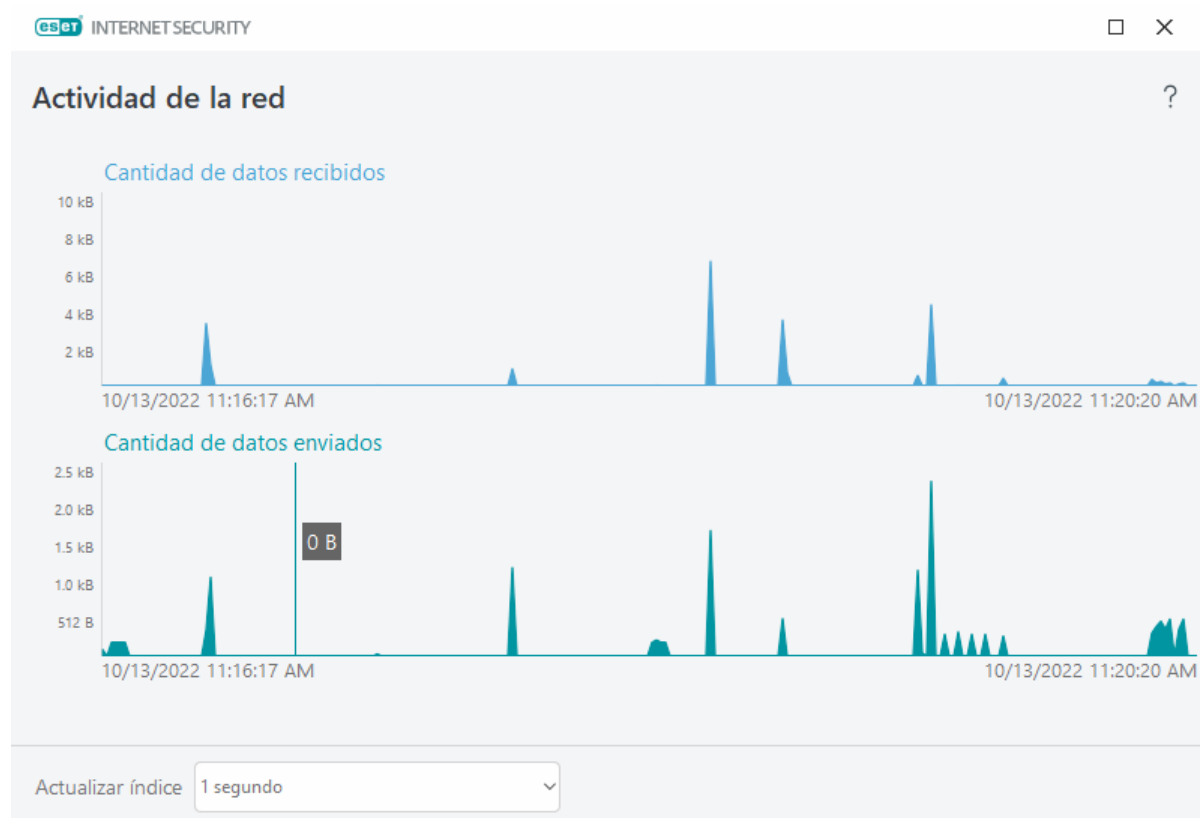 eset INTERNET SECURITY
Actividad de la red
?
Cantidad de datos recibidos
10 kB
8 kB
6 kB
4 kB
2 kB
10/13/2022 11:16:17 AM 10/13/2022 11:20:20 AM
Cantidad de datos enviados
2.5 kB
2.0 kB
1.5 kB
0 B
1.0 kB
512 B
10/13/2022 11:16:17 AM 10/13/2022 11:20:20 AM
Actualizar índice 1 segundo